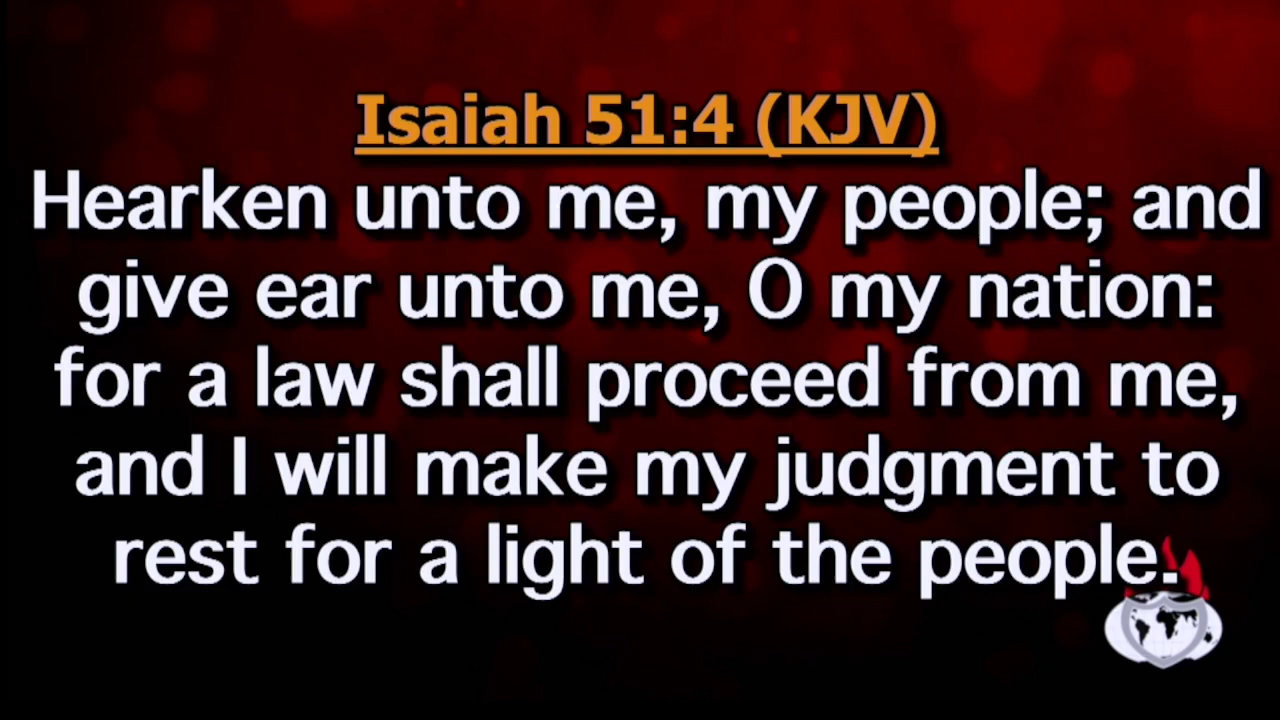 Isaiah 51:4 (KJV)
Hearken unto me, my people; and
give ear unto me, O my nation:
for a law shall proceed from me,
and I will make my judgment to
rest for a light of the people.